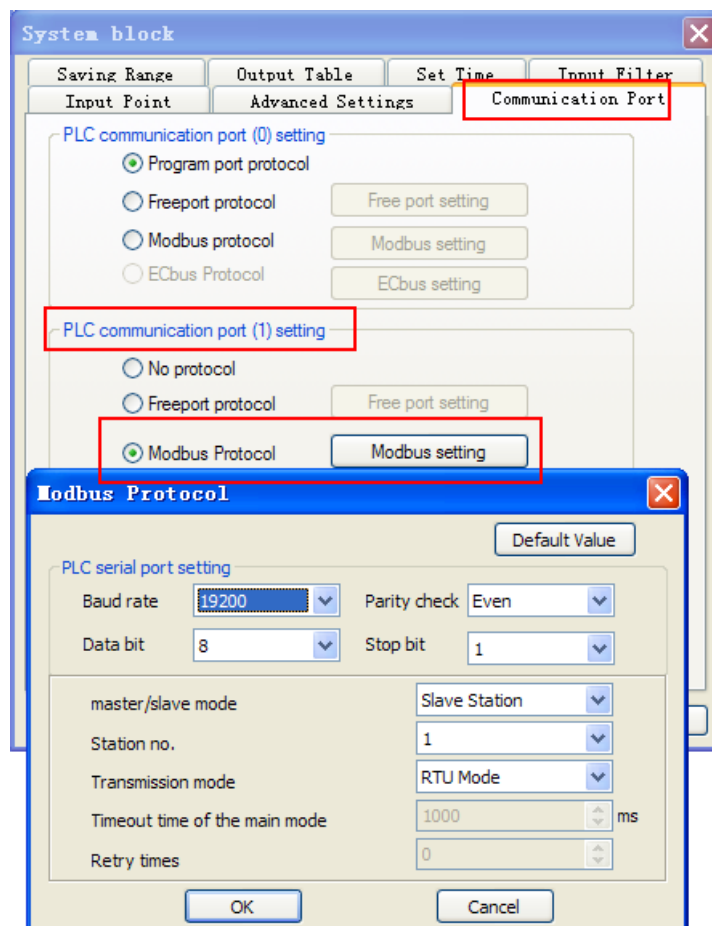 System block
Saving Range Output Table Set Time Input Filter
Input Point Advanced Settings Communication Port
PLC communication port (0) setting
Program port protocol
Freeport protocol Free port setting
Modbus protocol Modbus setting
ECbus Protocol ECbus setting
PLC communication port (1) setting
No protocol
Freeport protocol Free port setting
Modbus Protocol Modbus setting
Modbus Protocol
Default Value
PLC serial port setting
Baud rate 19200 Parity check Even
Data bit 8 Stop bit 1
master/slave mode Slave Station
Station no. 1
Transmission mode RTU Mode
Timeout time of the main mode 1000 ms
Retry times 0
OK Cancel